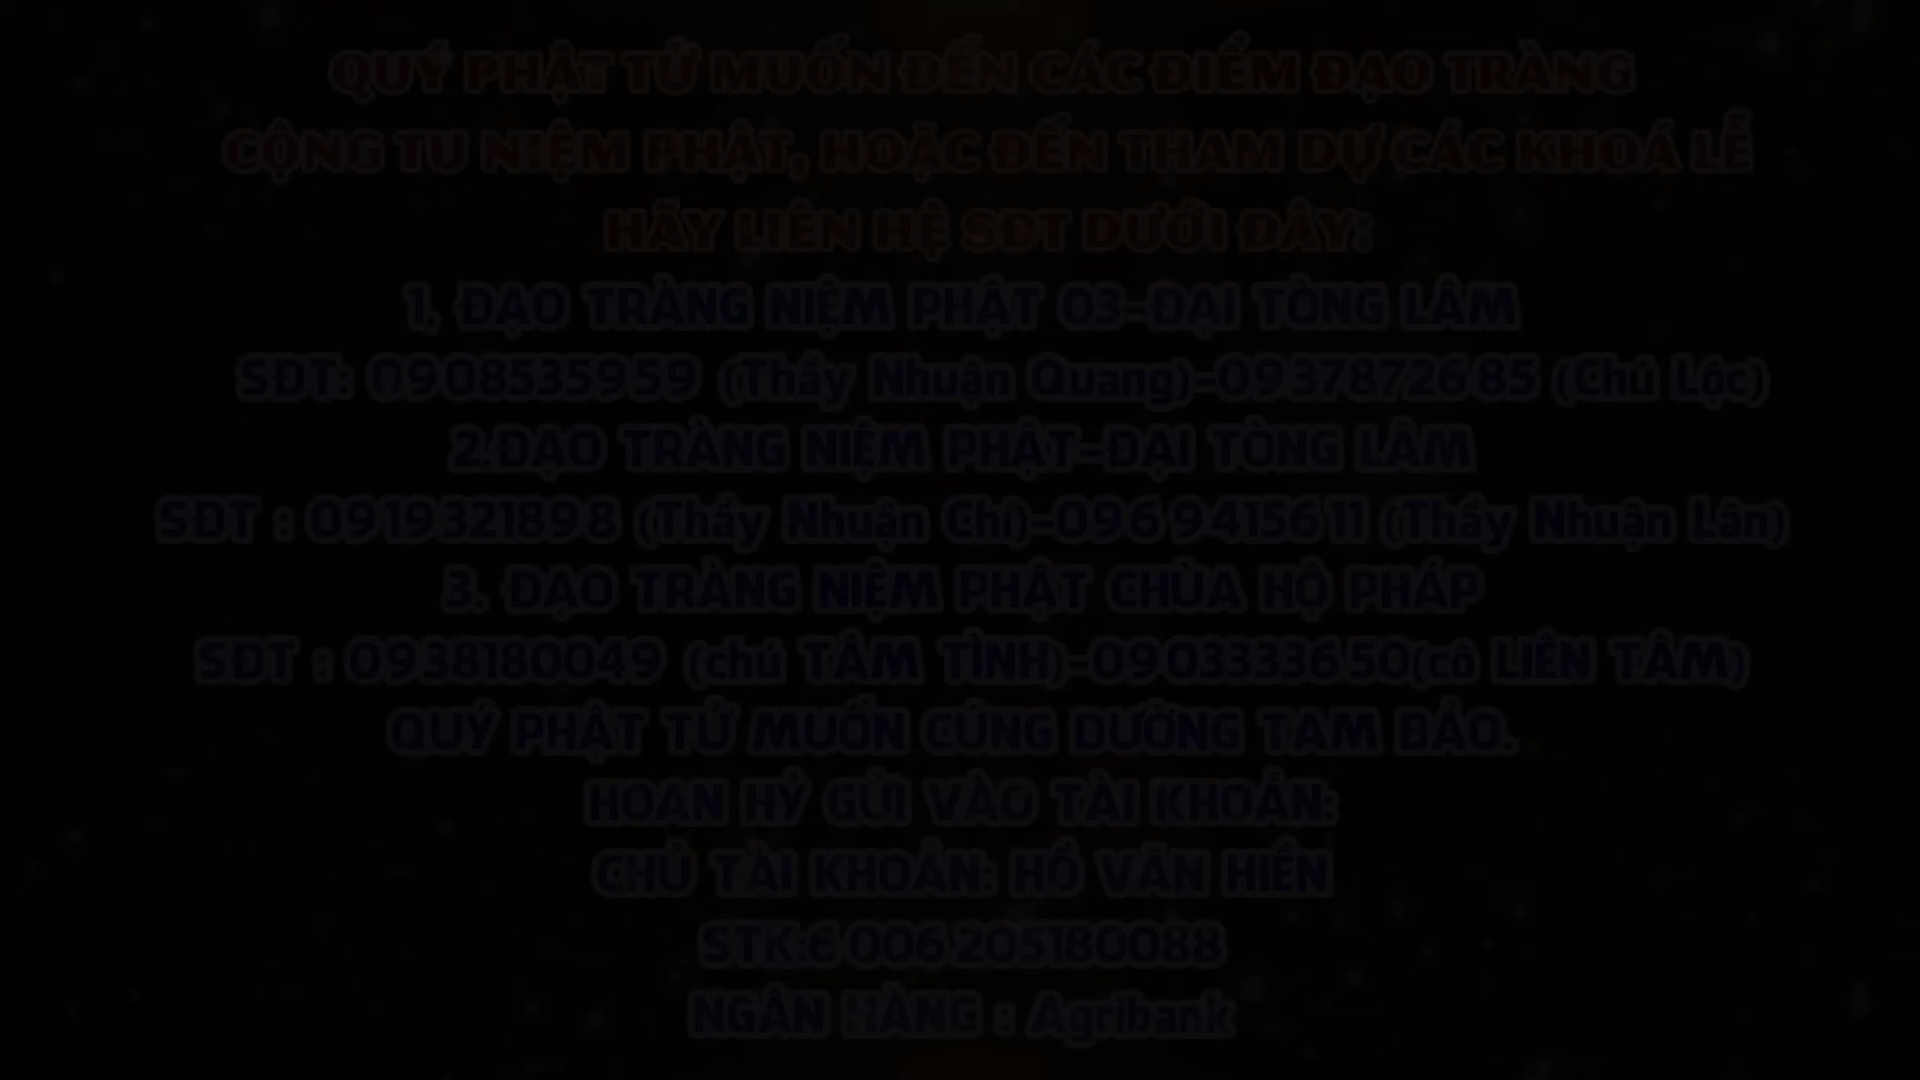 QUÝ PHẬT TỬ MUỐN ĐẾN CÁC ĐIỂM ĐẠO TRÀNG
CỘNG TU NIỆM PHẬT, HOẶC ĐẾN THAM DỰ CÁC KHOÁ LỄ
HÃY LIÊN HỆ SĐT DƯỚI ĐÂY:
1. ĐẠO TRÀNG NIỆM PHẬT 03-ĐẠI TÒNG LÂM
SĐT: 0908535959 (Thầy Nhuận Quang)-0937872685 (Chú Lộc)
2.ĐẠO TRÀNG NIỆM PHẬT-ĐẠI TÒNG LÂM
SĐT : 0919321898 (Thầy Nhuận Chí)-0969415611 (Thầy Nhuận Lân)
3. ĐẠO TRÀNG NIỆM PHẬT CHÙA HỘ PHÁP
SĐT : 0938180049 (chú TÂM TÌNH)-0903333650(cô LIÊN TÂM)
QUÝ PHẬT TỬ MUỐN CÚNG DƯỜNG TAM BẢO.
HOAN HỶ GỬI VÀO TÀI KHOẢN:
CHỦ TÀI KHOẢN: HỒ VĂN HIỀN
STK:6006205180088
NGÂN HÀNG : Agribank